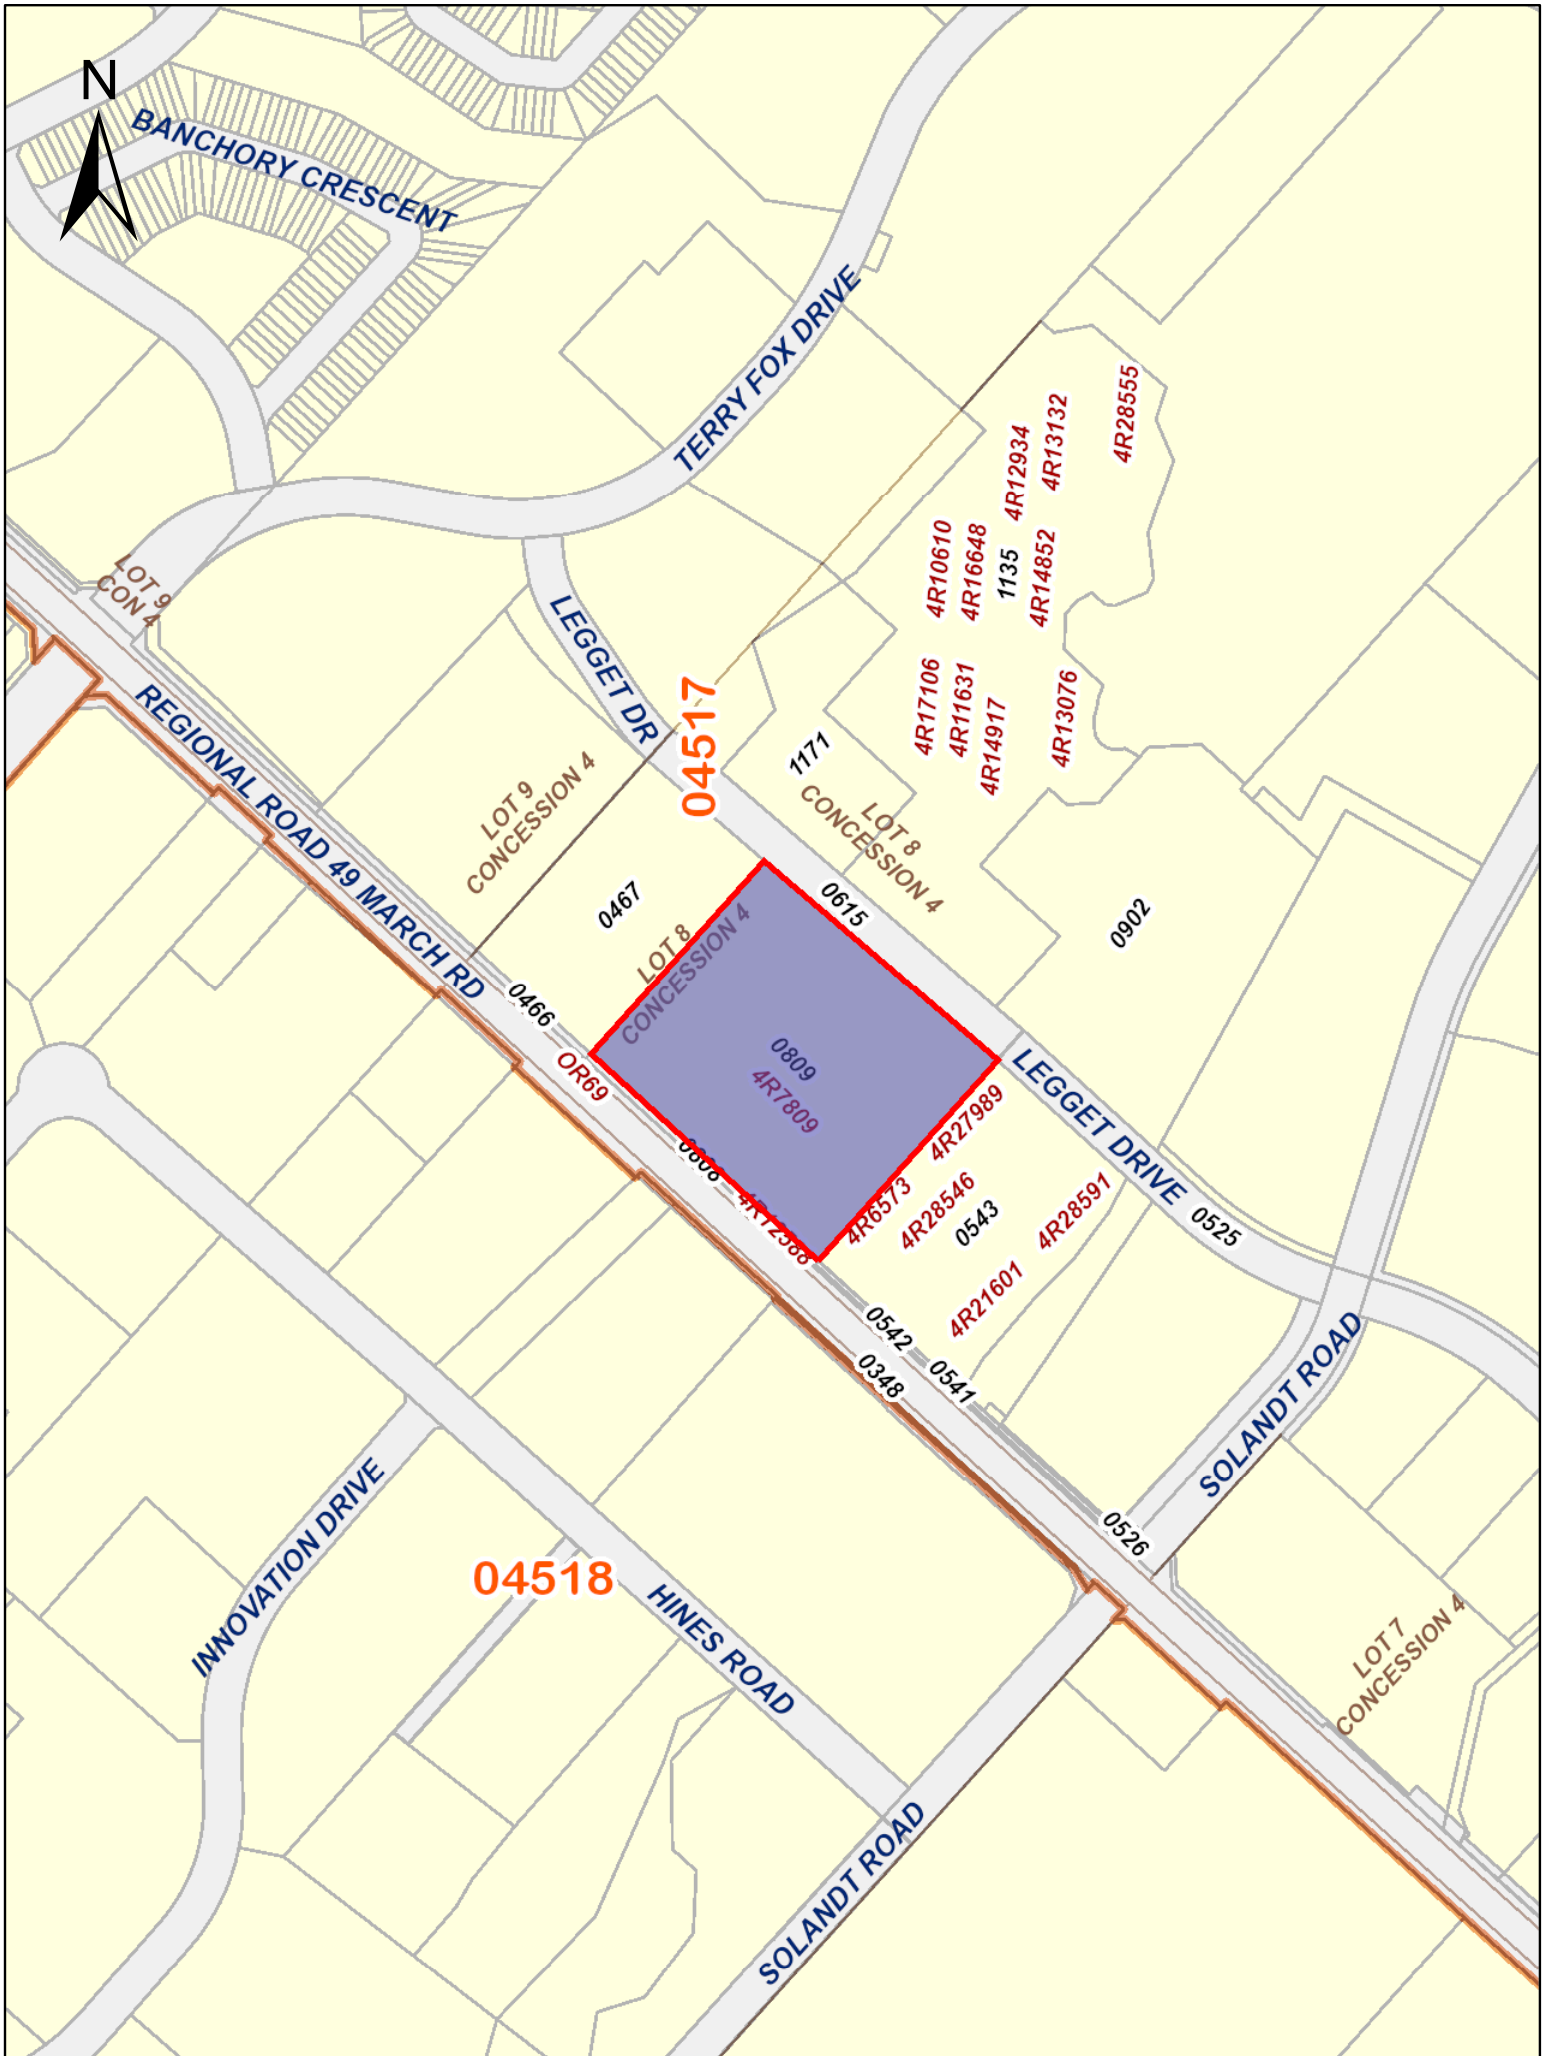 N
BANCHORY CRESCENT
TERRY FOX DRIVE
4R28555
4R13132
4R12934
4R10610
4R16648
1135
4R14852
LOT 9
CON 4
LEGGET DR
04517
4R17106
4R11631
4R14917
4R13076
REGIONAL ROAD 49 MARCH RD
1171
LOT 9
CONCESSION 4
LOT 8
CONCESSION 4
0467
0615
0902
LOT 8
CONCESSION 4
0466
OR69
0809
4R7809
LEGGET DRIVE
4R27989
0808
4R12388
4R6573
4R28546
0543
4R28591
0525
4R21601
0542
0348
0541
SOLANDT ROAD
INNOVATION DRIVE
0526
04518
HINES ROAD
LOT 7
CONCESSION 4
SOLANDT ROAD